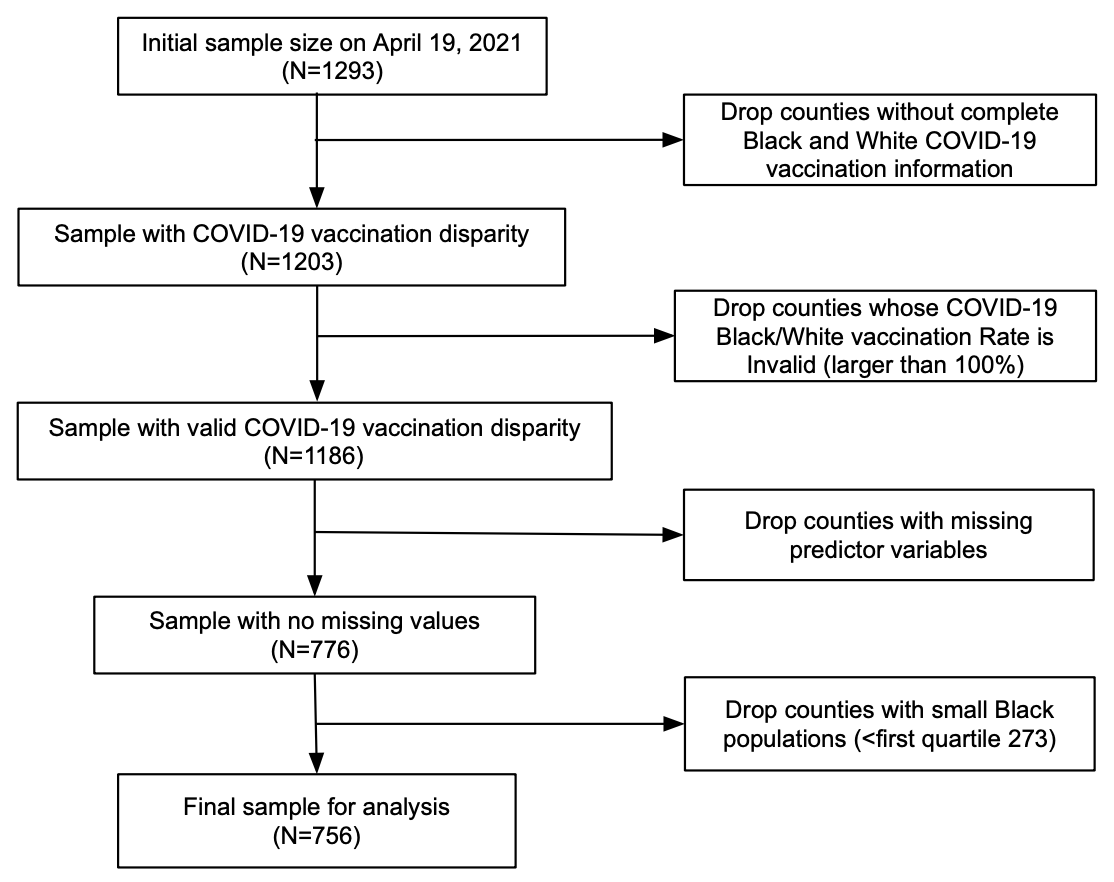 Initial sample size on April 19, 2021
(N=1293)
Drop counties without complete
Black and White COVID-19
vaccination information
Sample with COVID-19 vaccination disparity
(N=1203)
Drop counties whose COVID-19
Black/White vaccination Rate is
Invalid (larger than 100%)
Sample with valid COVID-19 vaccination disparity
(N=1186)
Drop counties with missing
predictor variables
Sample with no missing values
(N=776)
Drop counties with small Black
populations (<first quartile 273)
Final sample for analysis
(N=756)